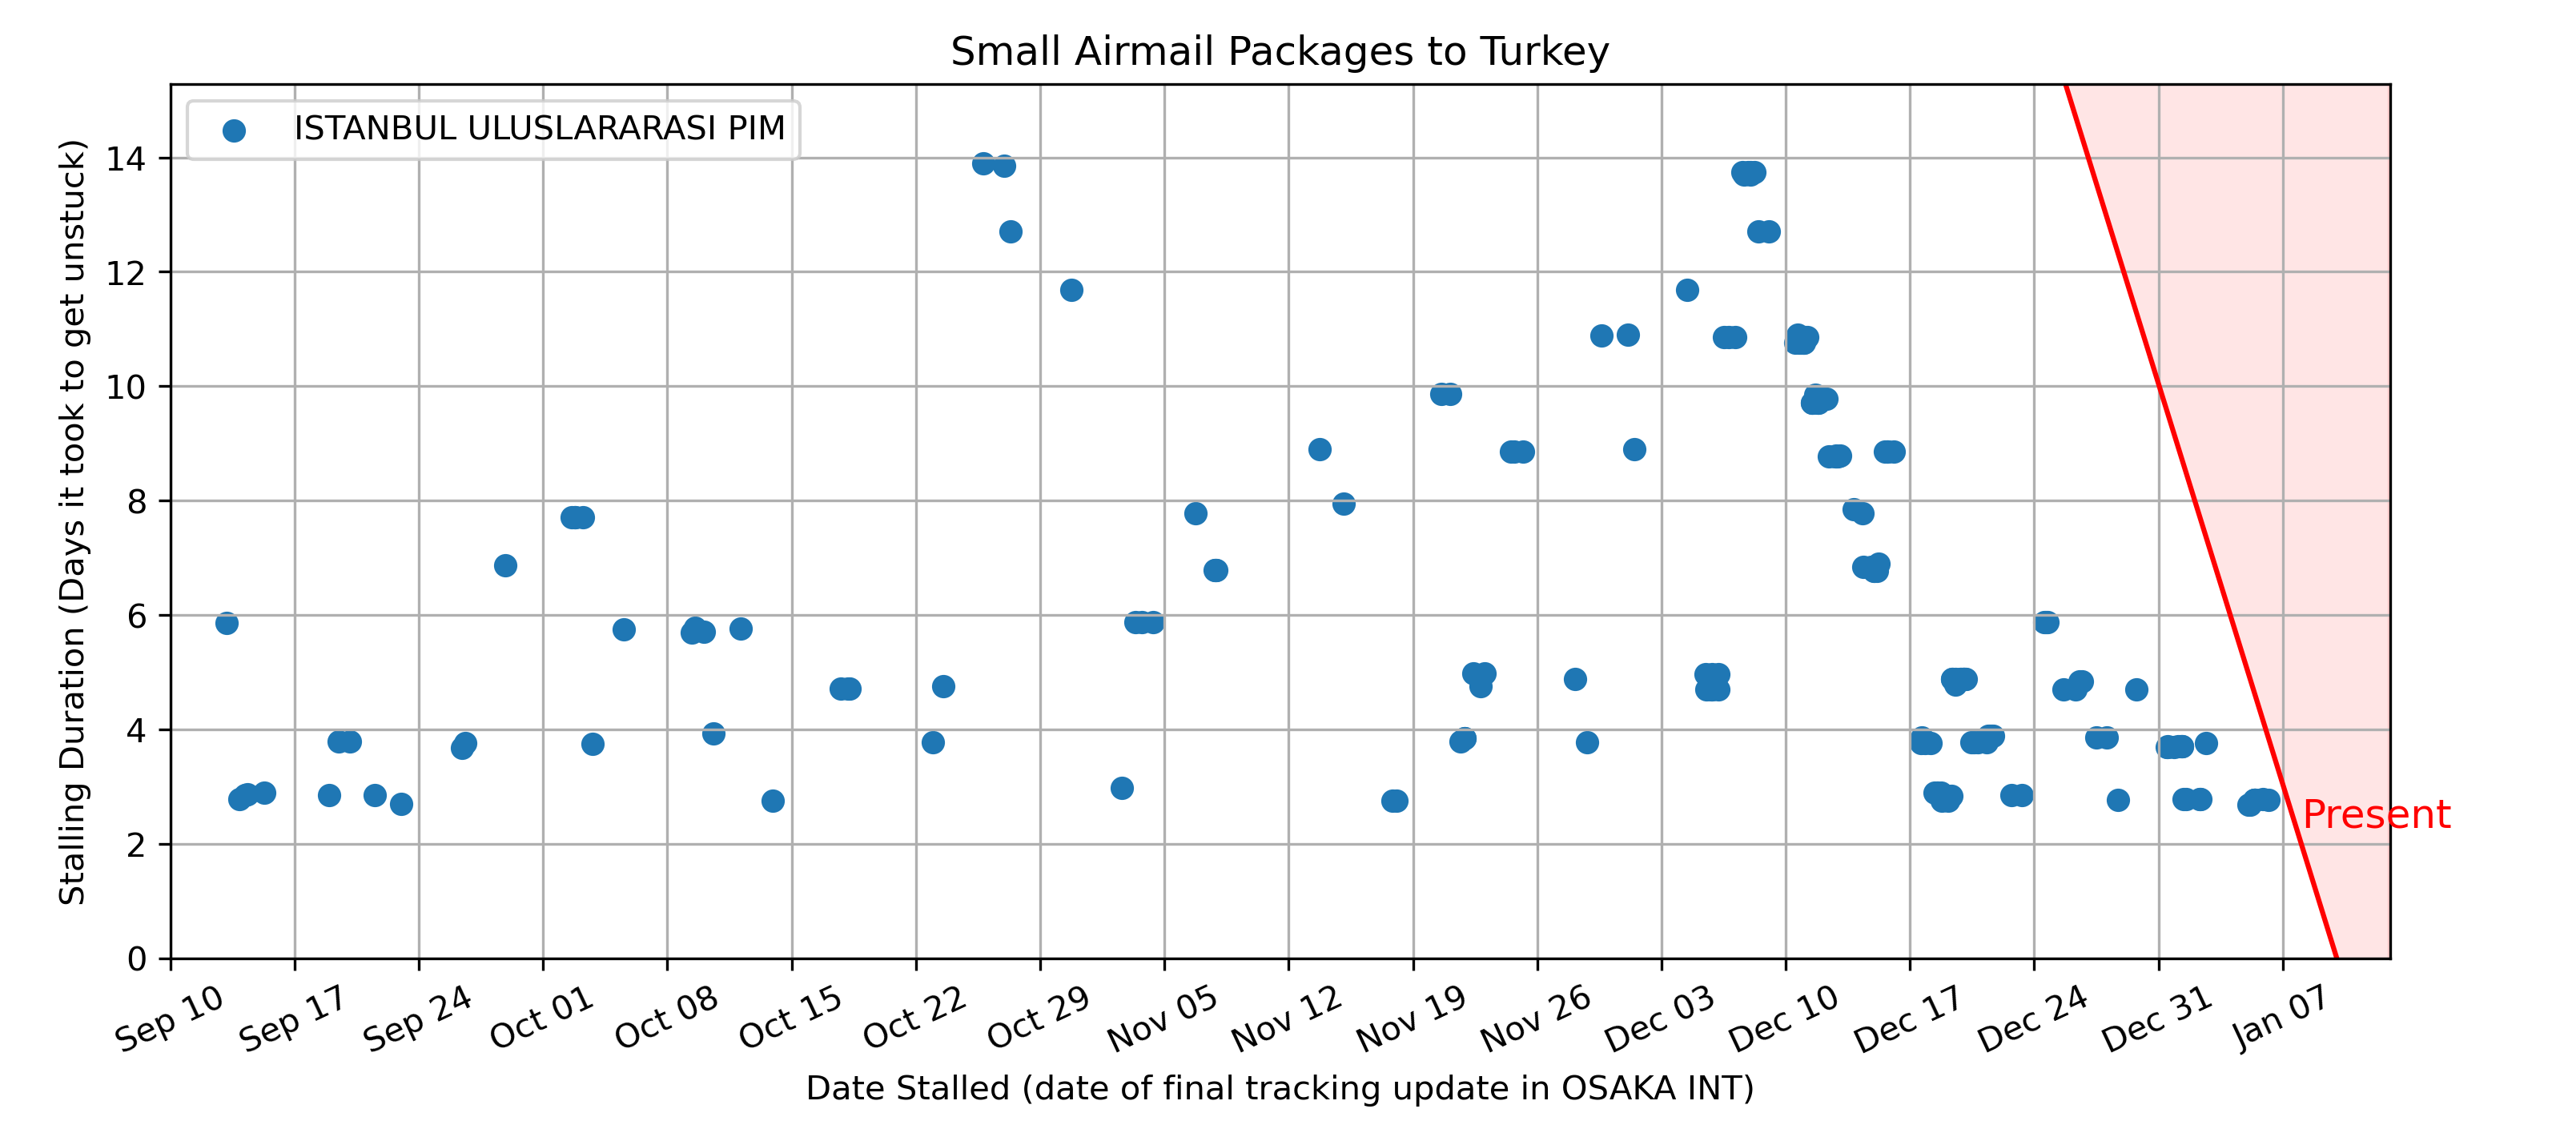 Small Airmail Packages to Turkey
ISTANBUL ULUSLARARASI PIM
Stalling Duration (Days it took to get unstuck)
14
12
10
8
6
4
2
0
Present
Sep 10
Sep 17
Sep 24
Oct 01
Oct 08
Oct 15
Oct 22
Oct 29
Nov 05
Nov 12
Nov 19
Nov 26
Dec 03
Dec 10
Dec 17
Dec 24
Dec 31
Jan 07
Date Stalled (date of final tracking update in OSAKA INT)